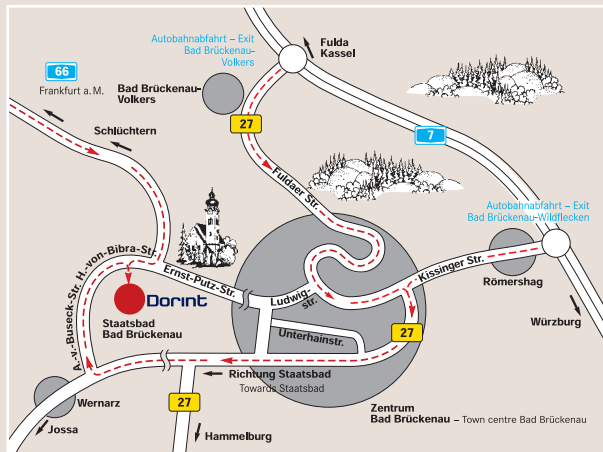 Autobahnabfahrt – Exit
Bad Brückenau-
Volkers
Fulda
Kassel
66
Frankfurt a.M.
Bad Brückenau-
Volkers
27
Schlüchtern
7
Fuldaer Str.
Autobahnabfahrt – Exit
Bad Brückenau-Wildflecken
Römershag
Kissinger Str.
Würzburg
A.-v.-Buseck-Str.
H.-von-Bibra-Str.
Ernst-Putz-Str.
Ludwig-
str.
Dorint
Staatsbad
Bad Brückenau
Unterhainstr.
27
Richtung Staatsbad
Towards Staatsbad
Wernarz
27
Zentrum
Bad Brückenau – Town centre Bad Brückenau
Jossa
Hammelburg